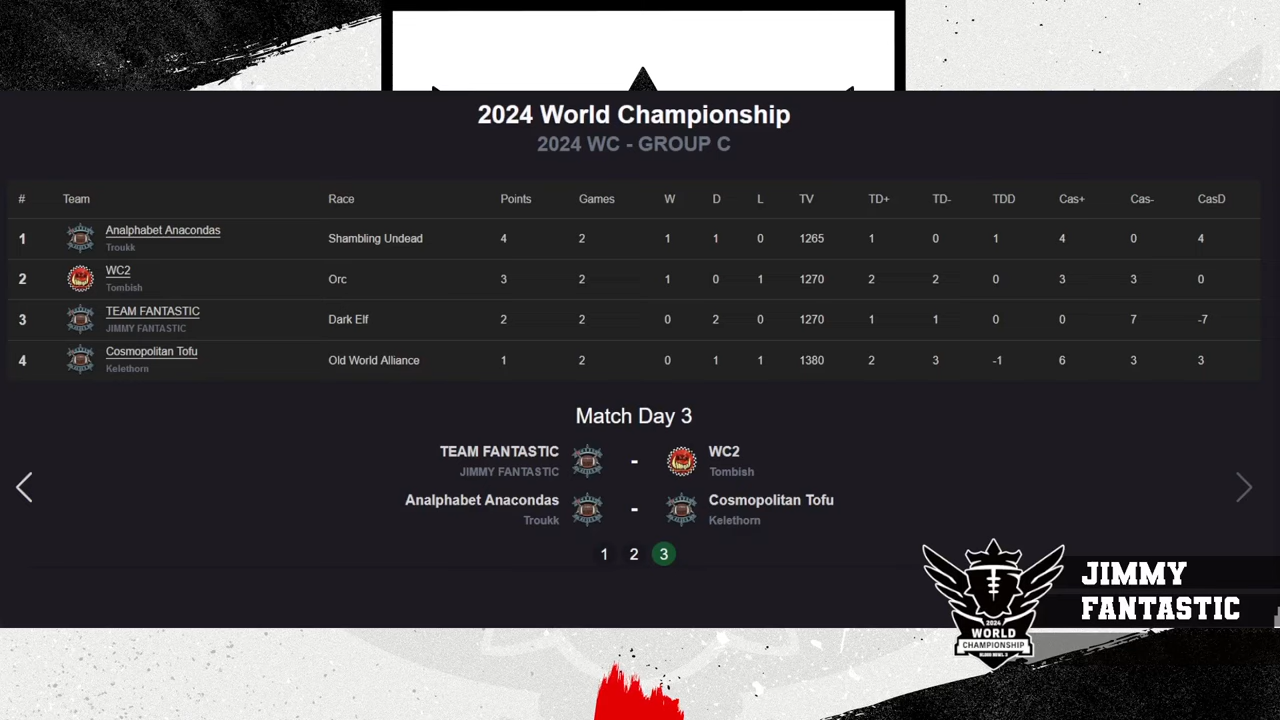 2024 World Championship
2024 WC - GROUP C
# Team Race Points Games W D L TV TD+ TD- TDD Cas+ Cas- CasD
1 Analphabet Anacondas Shambling Undead 4 2 1 1 0 1265 1 0 1 4 0 4
Troukk
2 WC2 Orc 3 2 1 0 1 1270 2 2 0 3 3 0
Tombish
3 TEAM FANTASTIC Dark Elf 2 2 0 2 0 1270 1 1 0 0 7 -7
JIMMY FANTASTIC
4 Cosmopolitan Tofu Old World Alliance 1 2 0 1 1 1380 2 3 -1 6 3 3
Kelethorn
Match Day 3
TEAM FANTASTIC - WC2
JIMMY FANTASTIC Tombish
Analphabet Anacondas - Cosmopolitan Tofu
Troukk Kelethorn
1 2 3
JIMMY
FANTASTIC
2024
WORLD
CHAMPIONSHIP
BLOOD BOWL 3